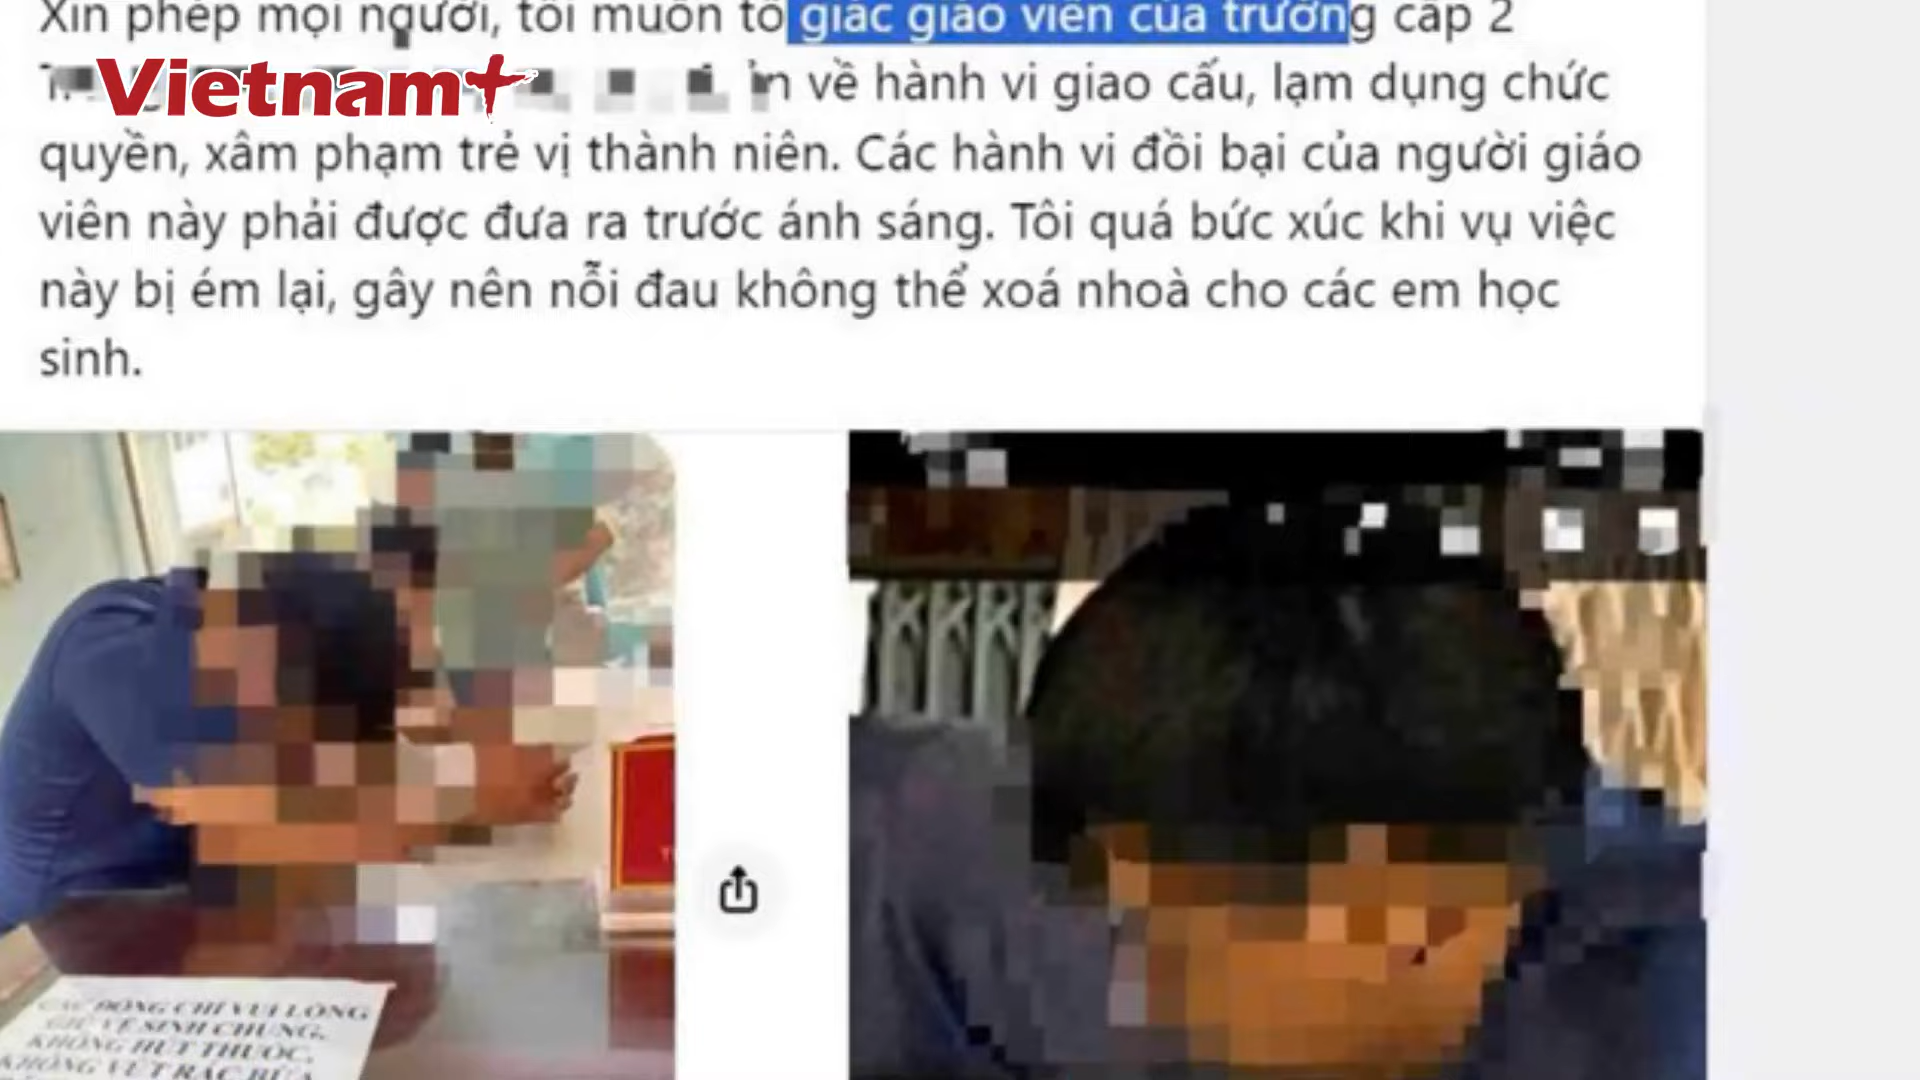 Xin phép mọi người, tôi muốn tố giác giáo viên của trường cấp 2
Vietnam+
về hành vi giao cấu, lạm dụng chức
quyền, xâm phạm trẻ vị thành niên. Các hành vi đồi bại của người giáo
viên này phải được đưa ra trước ánh sáng. Tôi quá bức xúc khi vụ việc
này bị ém lại, gây nên nỗi đau không thể xoá nhoà cho các em học
sinh.
CÁC ĐỒNG CHÍ VUI LÒNG
GIỮ VỆ SINH CHUNG,
KHÔNG HÚT THUỐC,
KHÔNG VỨT RÁC BỪA